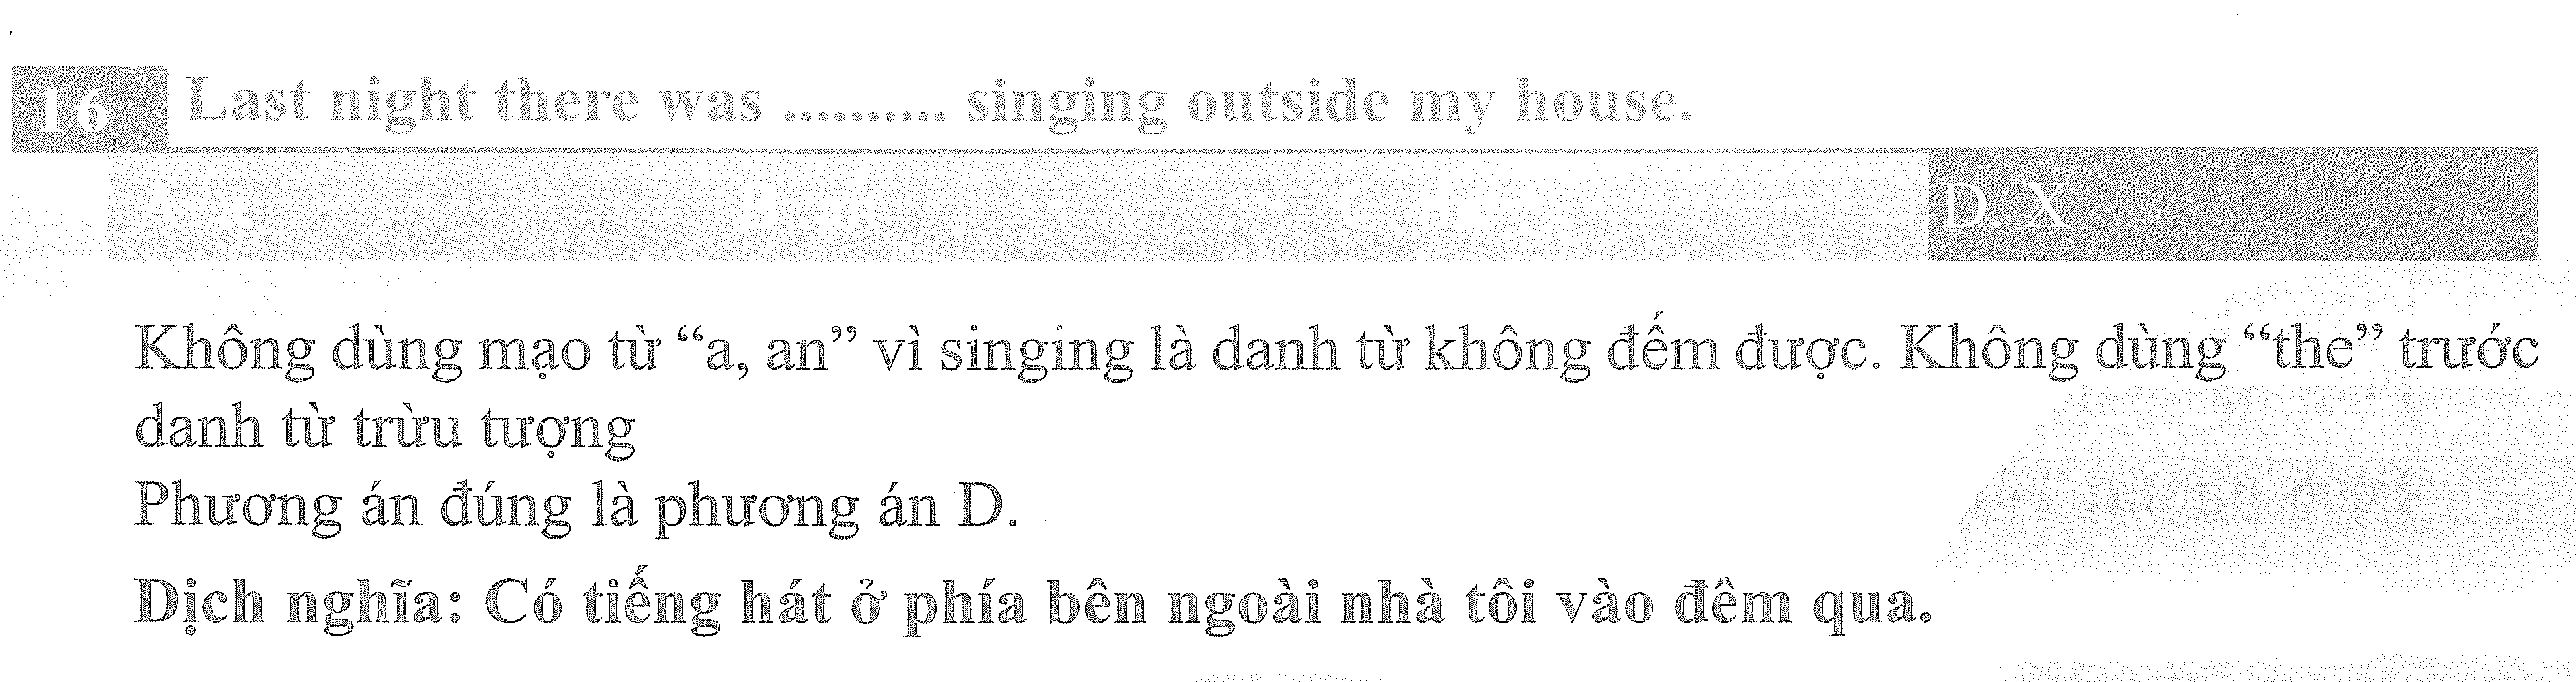 16 Last night there was .......... singing outside my house.
A. a B. an C. the D. X
Không dùng mạo từ “a, an” vì singing là danh từ không đếm được. Không dùng “the” trước
danh từ trừu tượng
Phương án đúng là phương án D.
Dịch nghĩa: Có tiếng hát ở phía bên ngoài nhà tôi vào đêm qua.